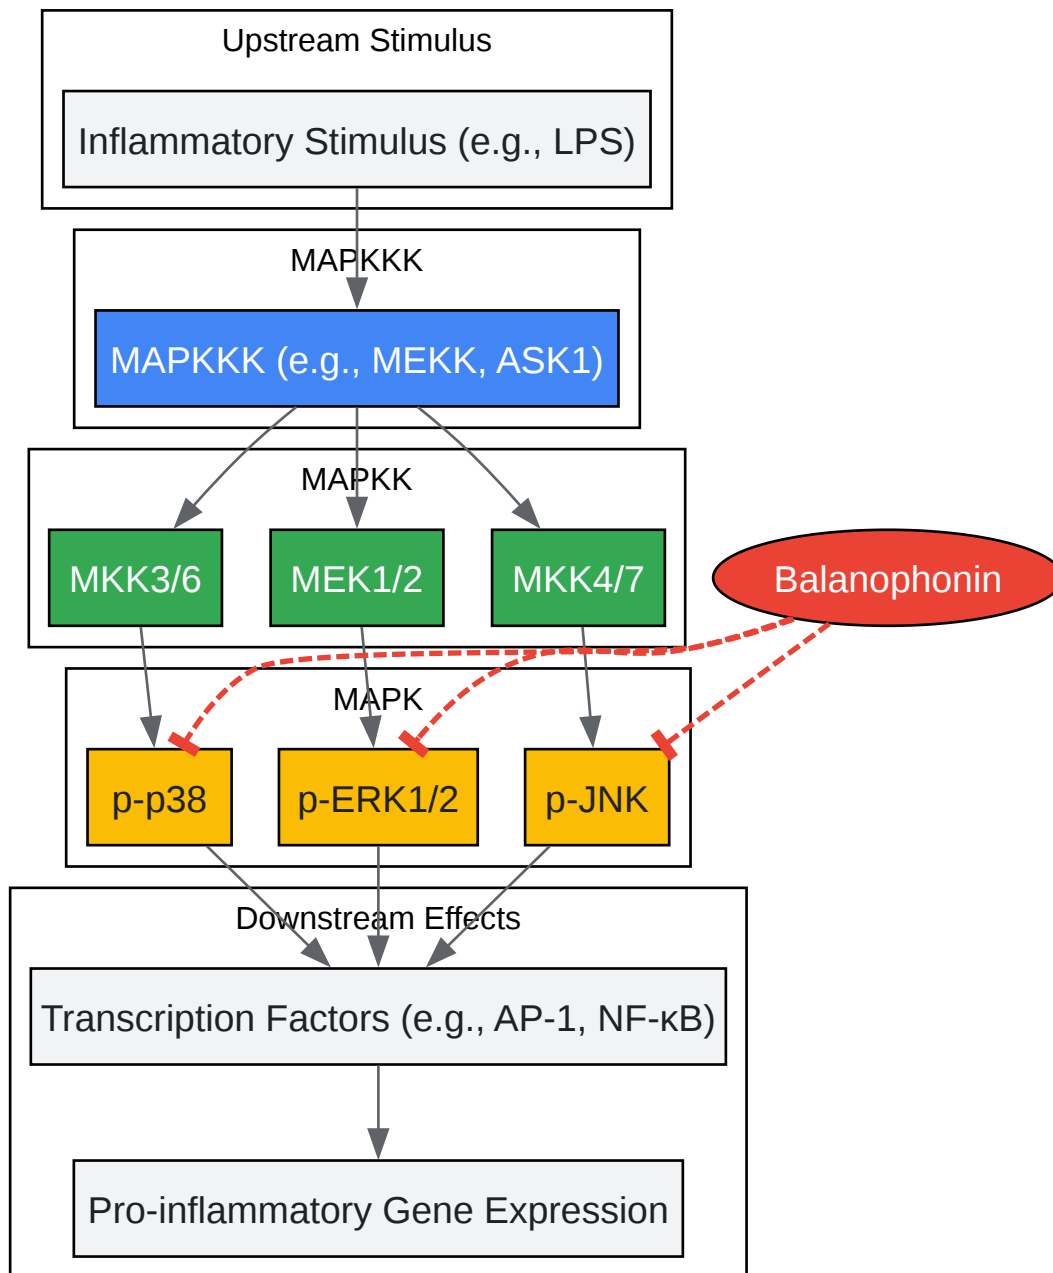 Upstream Stimulus
Inflammatory Stimulus (e.g., LPS)
MAPKKK
MAPKKK (e.g., MEKK, ASK1)
MAPKK
MKK3/6
MEK1/2
MKK4/7
Balanophonin
MAPK
p-p38
p-ERK1/2
p-JNK
Downstream Effects
Transcription Factors (e.g., AP-1, NF-κB)
Pro-inflammatory Gene Expression